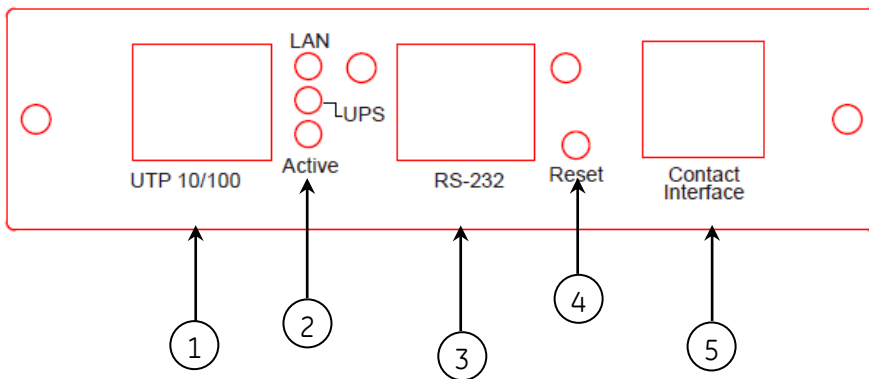 LAN
UPS
Active
UTP 10/100
RS-232
Reset
Contact
Interface
1
2
3
4
5